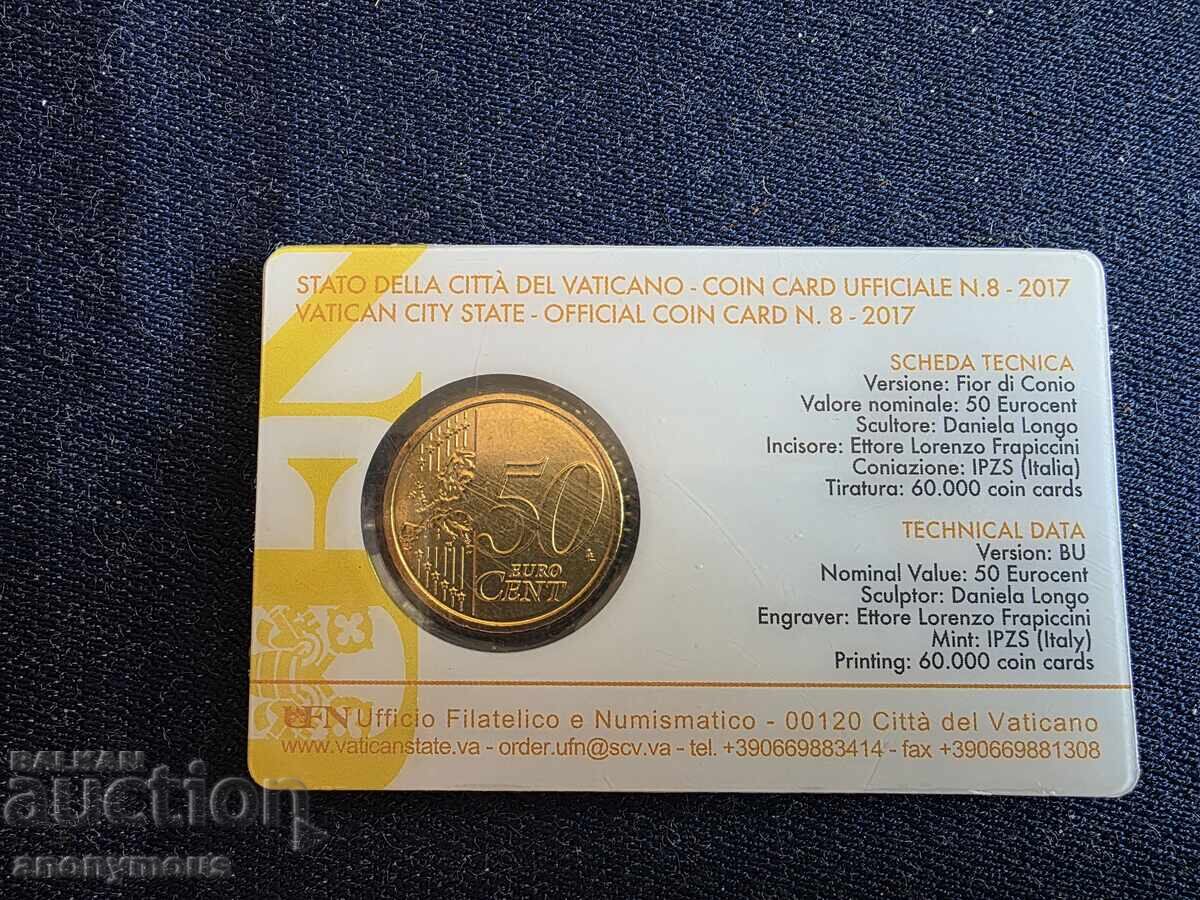 STATO DELLA CITTÀ DEL VATICANO - COIN CARD UFFICIALE N.8 - 2017
VATICAN CITY STATE - OFFICIAL COIN CARD N. 8 - 2017
SCHEDA TECNICA
Versione: Fior di Conio
Valore nominale: 50 Eurocent
Scultore: Daniela Longo
Incisore: Ettore Lorenzo Frapiccini
Coniazione: IPZS (Italia)
Tiratura: 60.000 coin cards
TECHNICAL DATA
Version: BU
Nominal Value: 50 Eurocent
Sculptor: Daniela Longo
Engraver: Ettore Lorenzo Frapiccini
Mint: IPZS (Italy)
Printing: 60.000 coin cards
50
EURO
CENT
UFN Ufficio Filatelico e Numismatico - 00120 Città del Vaticano
www.vaticanstate.va - order.ufn@scv.va - tel. +390669883414 - fax +390669881308
BALKAN
auction
anonymous